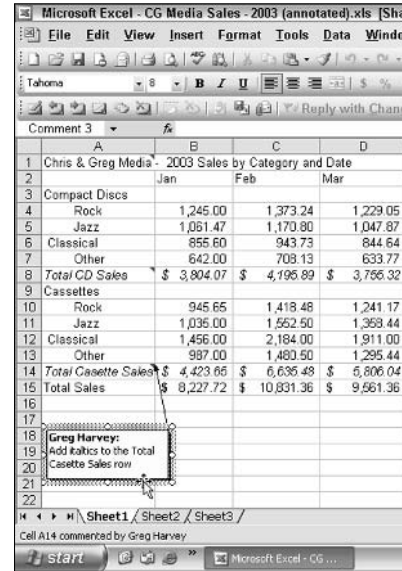 Microsoft Excel - CG Media Sales - 2003 (annotated).xls [Sha
File Edit View Insert Format Tools Data Windo
Tahoma 8 B I U $ %
Reply with Chan
Comment 3 fx
A B C D
1 Chris & Greg Media - 2003 Sales by Category and Date
2 Jan Feb Mar
3 Compact Discs
4 Rock 1,245.00 1,373.24 1,229.05
5 Jazz 1,061.47 1,170.80 1,047.87
6 Classical 855.60 943.73 844.64
7 Other 642.00 708.13 633.77
8 Total CD Sales $ 3,804.07 $ 4,195.89 $ 3,755.32
9 Cassettes
10 Rock 945.65 1,418.48 1,241.17
11 Jazz 1,035.00 1,552.50 1,358.44
12 Classical 1,456.00 2,184.00 1,911.00
13 Other 987.00 1,480.50 1,295.44
14 Total Casette Sales $ 4,423.65 $ 6,635.48 $ 5,806.04
15 Total Sales $ 8,227.72 $ 10,831.36 $ 9,561.36
16
17
18 Greg Harvey:
19 Add italtics to the Total
20 Casette Sales row
21
22
Sheet1 / Sheet2 / Sheet3 /
Cell A14 commented by Greg Harvey
start » Microsoft Excel - CG ...